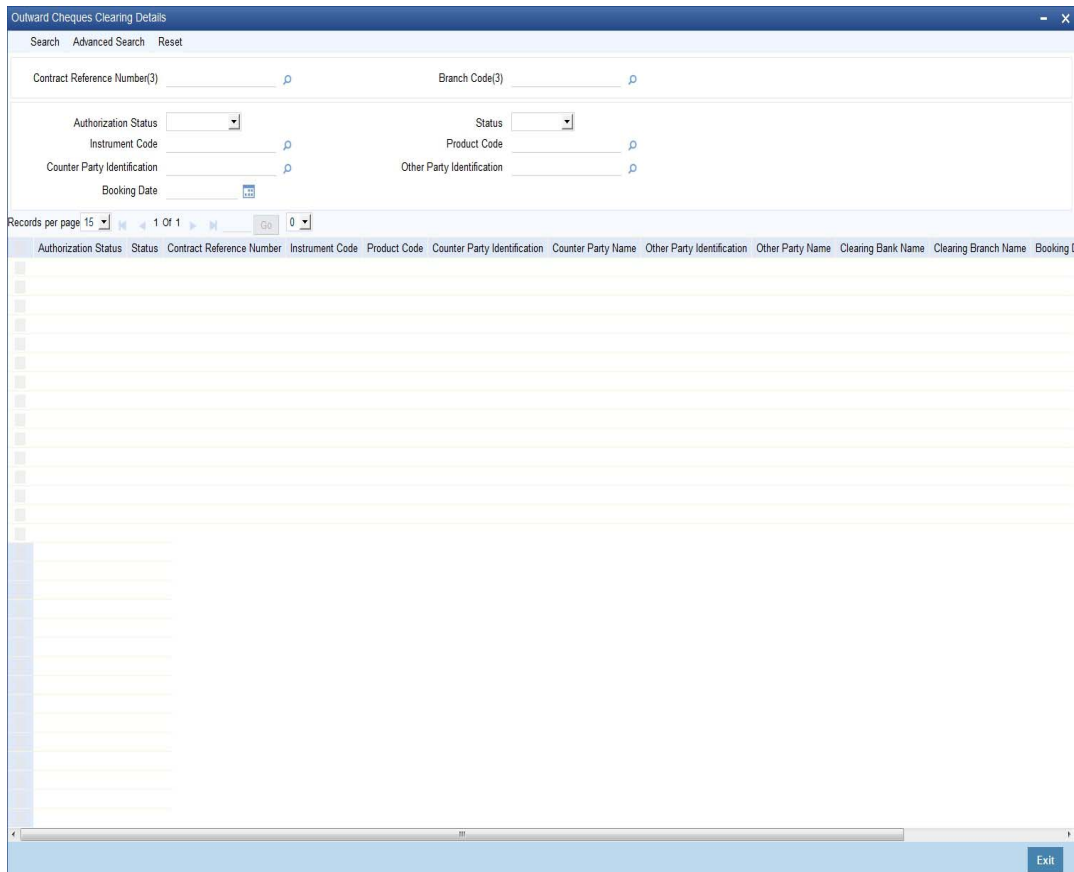 Outward Cheques Clearing Details
Search Advanced Search Reset
Contract Reference Number(3) Branch Code(3)
Authorization Status Status
Instrument Code Product Code
Counter Party Identification Other Party Identification
Booking Date
Records per page 15 1 Of 1 Go 0
Authorization Status Status Contract Reference Number Instrument Code Product Code Counter Party Identification Counter Party Name Other Party Identification Other Party Name Clearing Bank Name Clearing Branch Name Booking
Exit